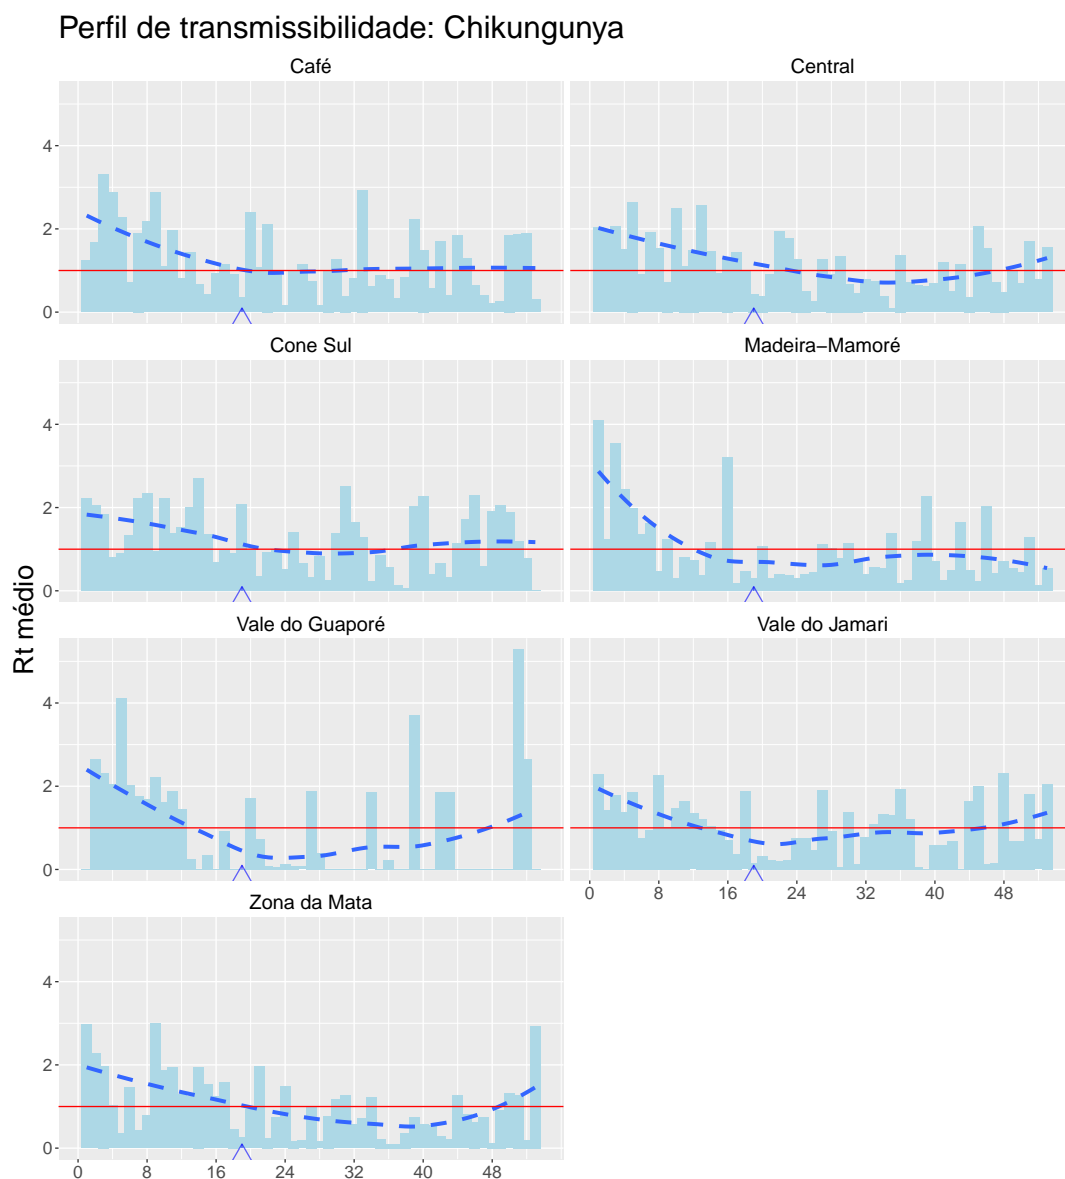 Perfil de transmissibilidade: Chikungunya
Café
Central
4
2
0
Cone Sul
Madeira−Mamoré
4
2
0
Rt médio
Vale do Guaporé
Vale do Jamari
4
2
0
0 8 16 24 32 40 48
Zona da Mata
4
2
0
0 8 16 24 32 40 48